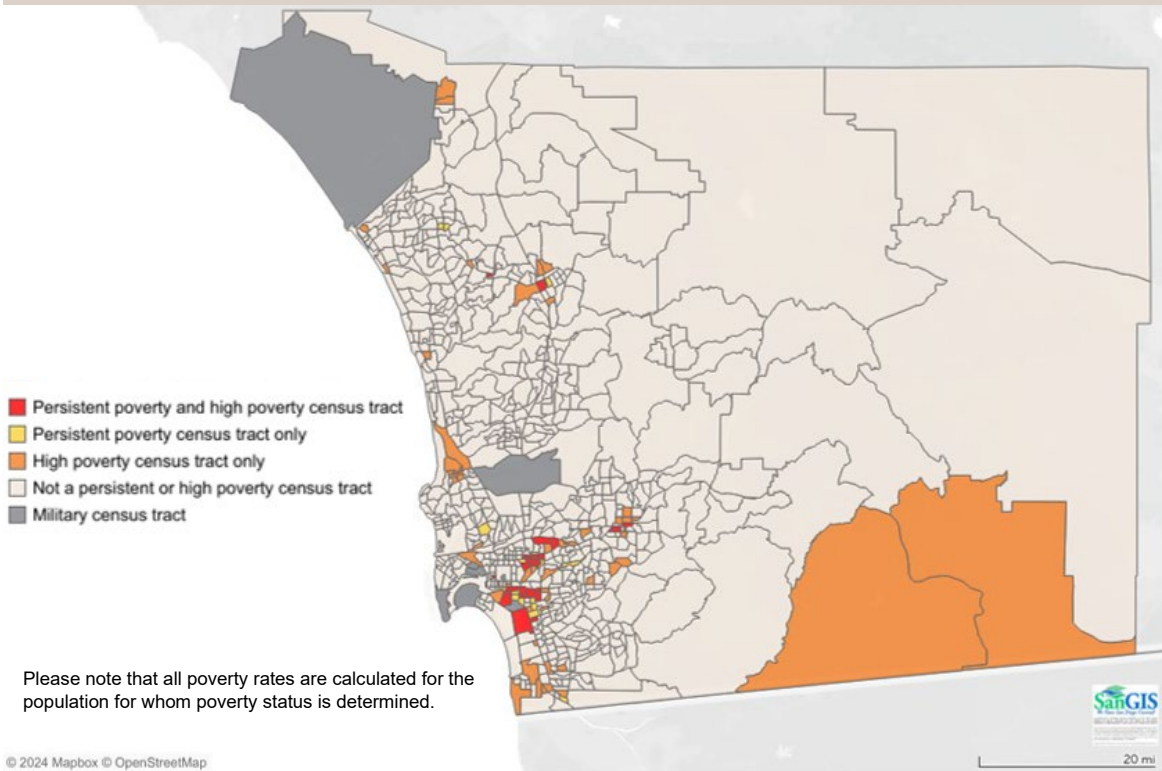 Persistent poverty and high poverty census tract
Persistent poverty census tract only
High poverty census tract only
Not a persistent or high poverty census tract
Military census tract
Please note that all poverty rates are calculated for the
population for whom poverty status is determined.
SanGIS
© 2024 Mapbox © OpenStreetMap
20 mi